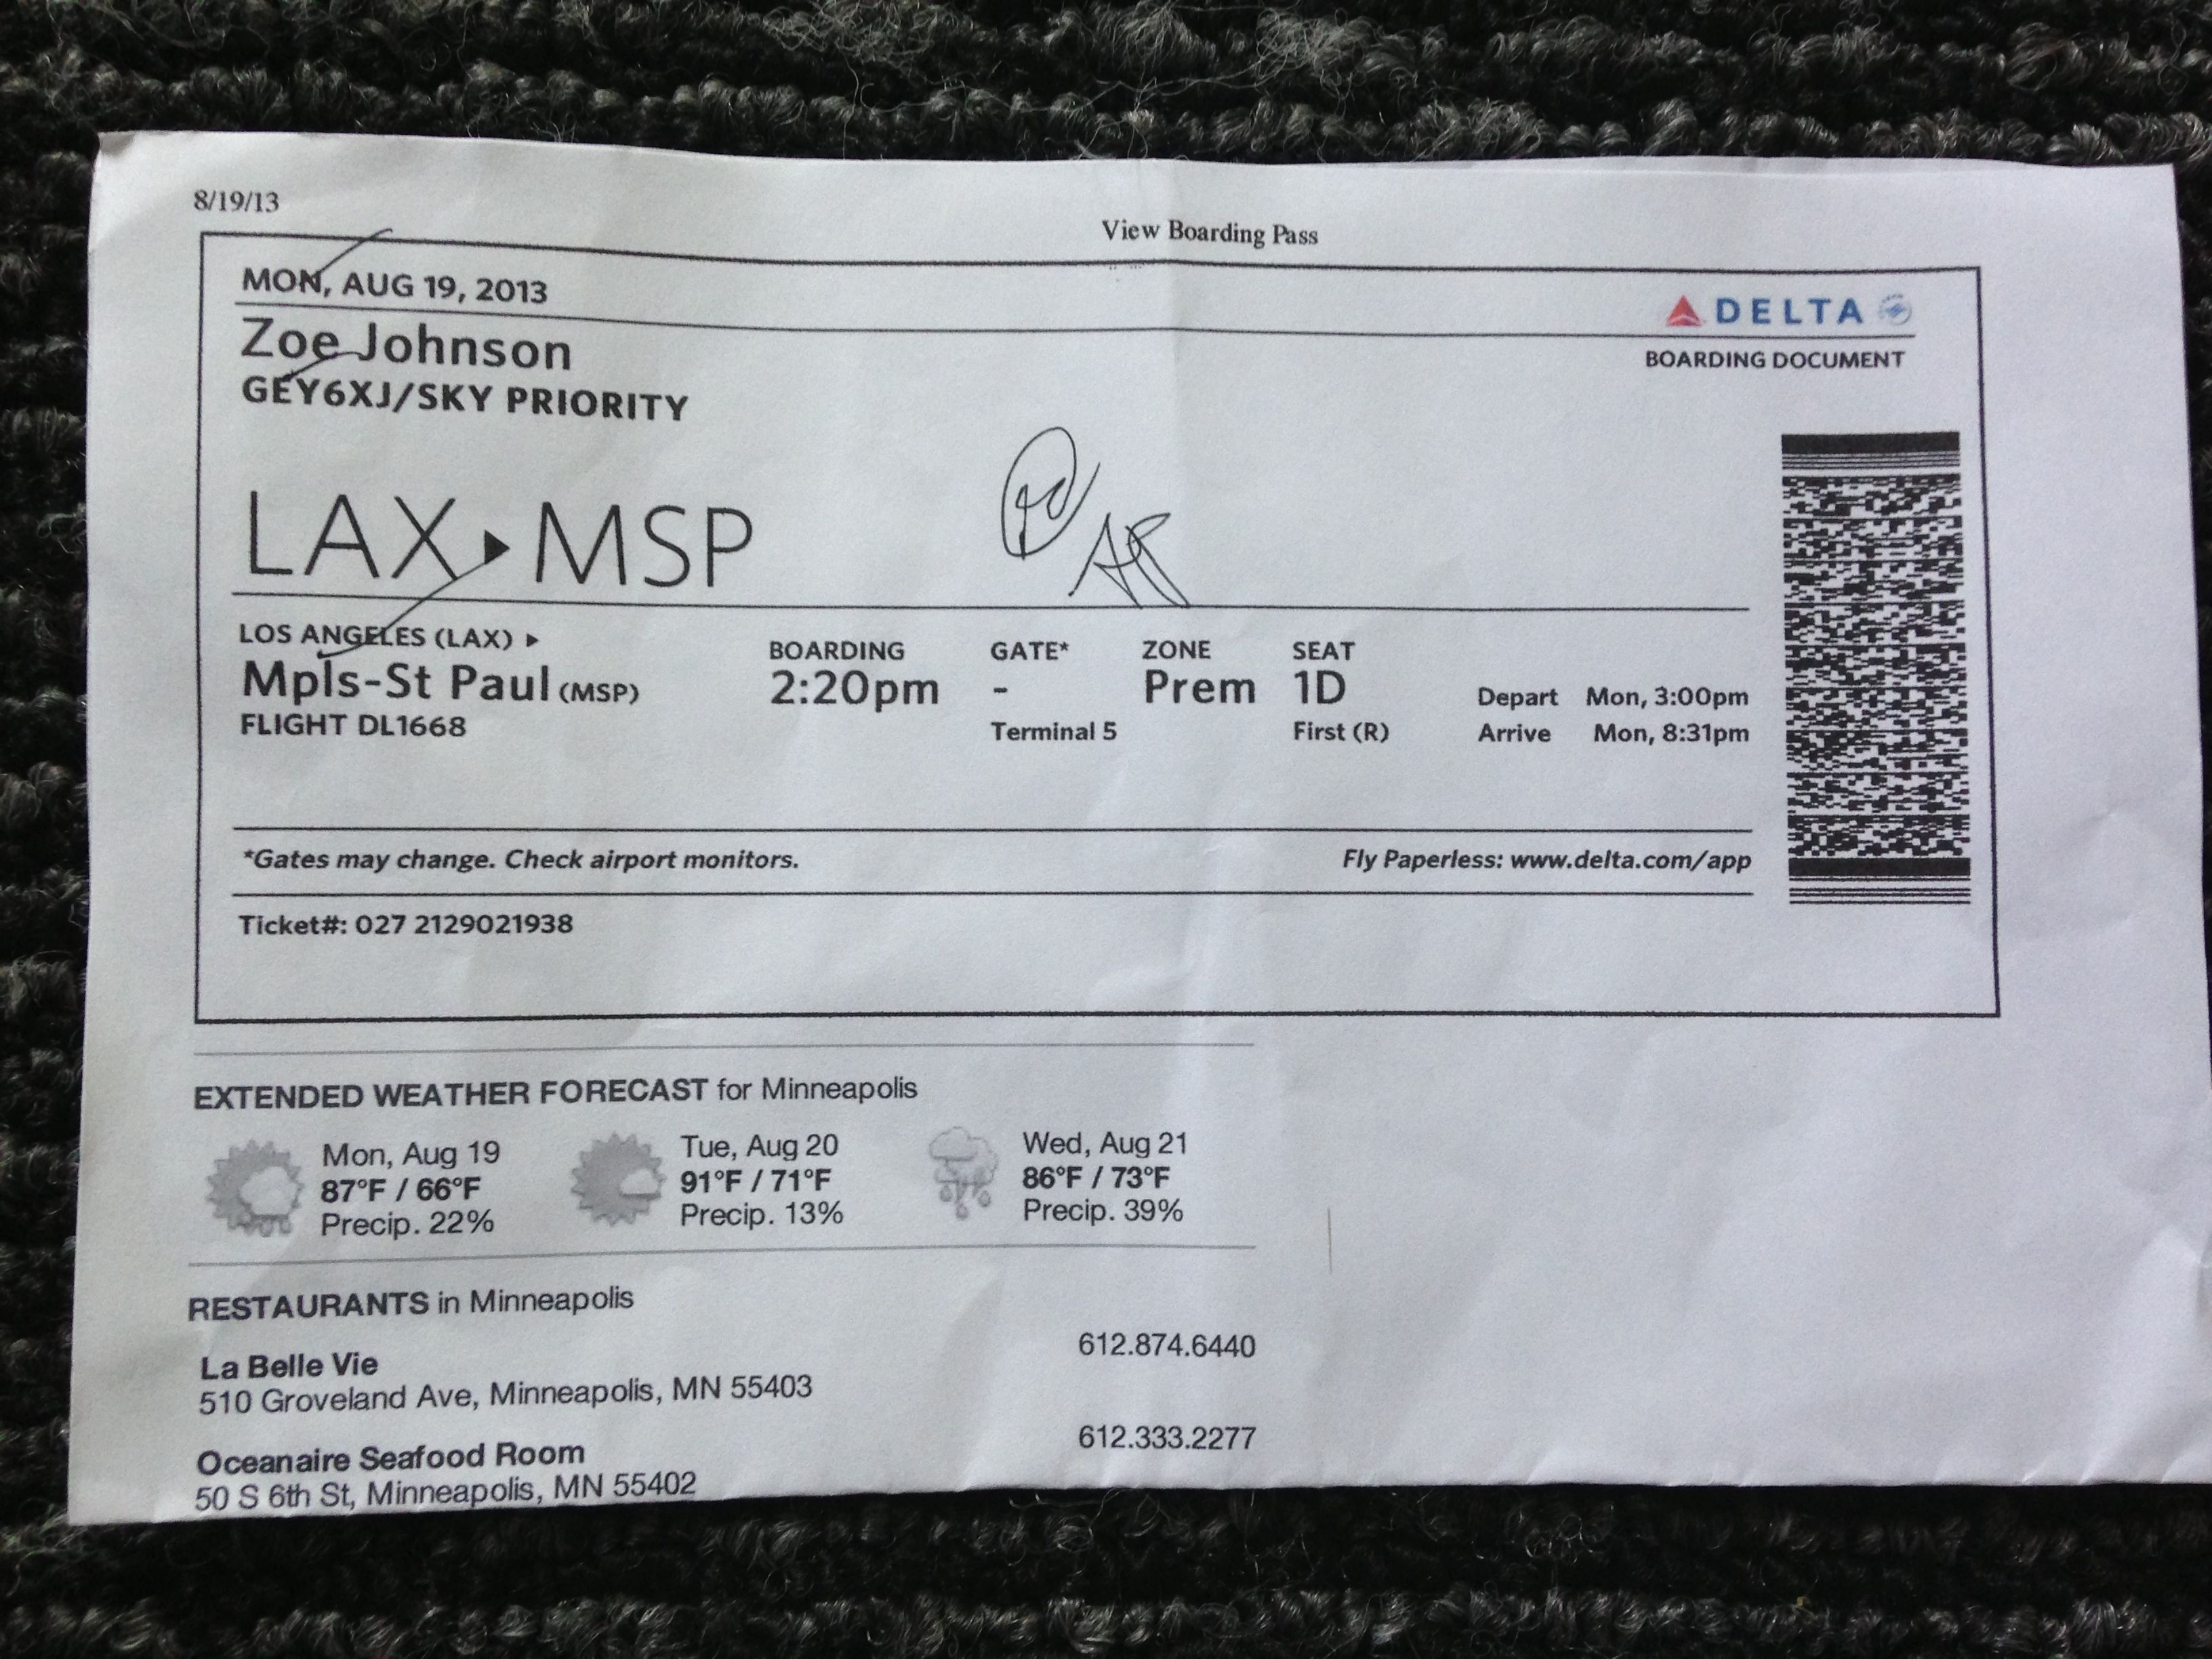 8/19/13
View Boarding Pass
MON, AUG 19, 2013
DELTA
Zoe Johnson
BOARDING DOCUMENT
GEY6XJ/SKY PRIORITY
LAX ▸ MSP
LOS ANGELES (LAX) ▸
Mpls-St Paul (MSP)
FLIGHT DL1668
BOARDING
2:20pm
GATE*
-
Terminal 5
ZONE
Prem
SEAT
1D
First (R)
Depart Mon, 3:00pm
Arrive Mon, 8:31pm
*Gates may change. Check airport monitors.
Fly Paperless: www.delta.com/app
Ticket#: 027 2129021938
EXTENDED WEATHER FORECAST for Minneapolis
Mon, Aug 19
87°F / 66°F
Precip. 22%
Tue, Aug 20
91°F / 71°F
Precip. 13%
Wed, Aug 21
86°F / 73°F
Precip. 39%
RESTAURANTS in Minneapolis
La Belle Vie
612.874.6440
510 Groveland Ave, Minneapolis, MN 55403
Oceanaire Seafood Room
612.333.2277
50 S 6th St, Minneapolis, MN 55402